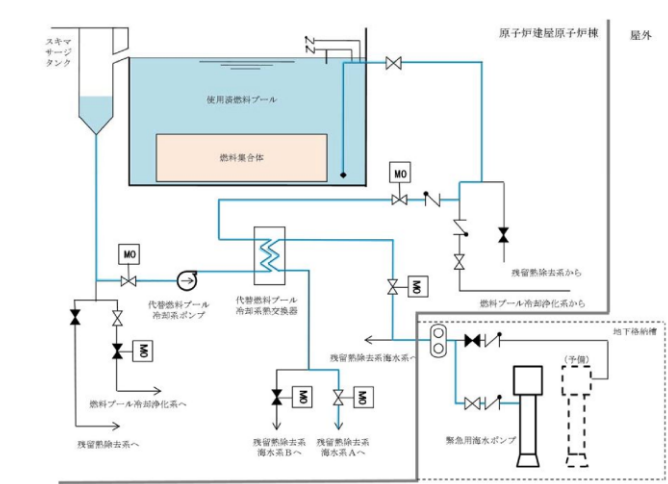 スキマ
サージ
タンク
原子炉建屋原子炉棟
屋外
使用済燃料プール
燃料集合体
MO
残留熱除去系から
燃料プール冷却浄化系から
MO
代替燃料プール
冷却系ポンプ
代替燃料プール
冷却系熱交換器
MO
地下格納槽
残留熱除去系海水系へ
(予備)
MO
燃料プール冷却浄化系へ
MO
MO
緊急用海水ポンプ
残留熱除去系へ
残留熱除去系
海水系Bへ
残留熱除去系
海水系Aへ